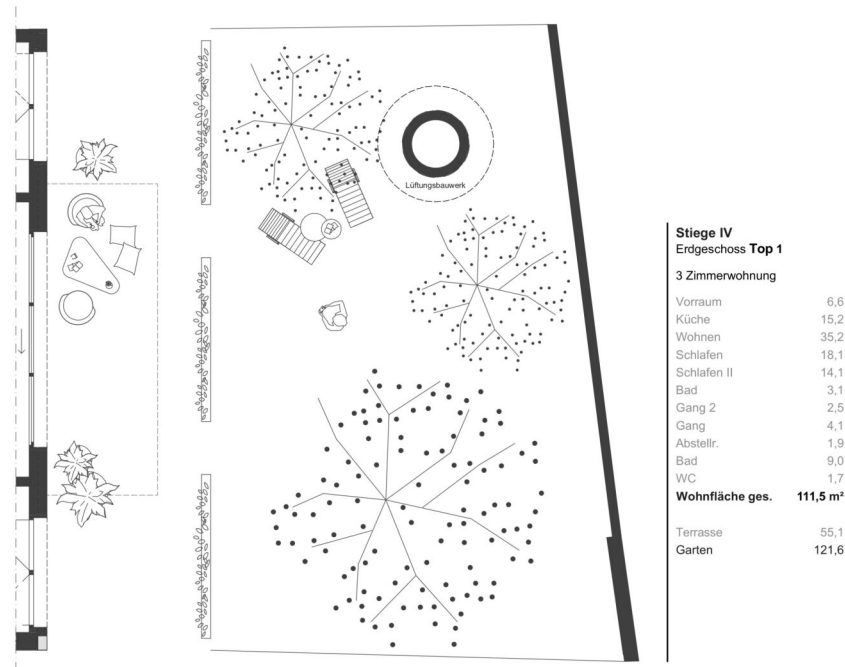 Lüftungsbauwerk
Stiege IV
Erdgeschoss Top 1
3 Zimmerwohnung
Vorraum 6,6
Küche 15,2
Wohnen 35,2
Schlafen 18,1
Schlafen II 14,1
Bad 3,1
Gang 2 2,5
Gang 4,1
Abstellr. 1,9
Bad 9,0
WC 1,7
Wohnfläche ges. 111,5 m²
Terrasse 55,1
Garten 121,6